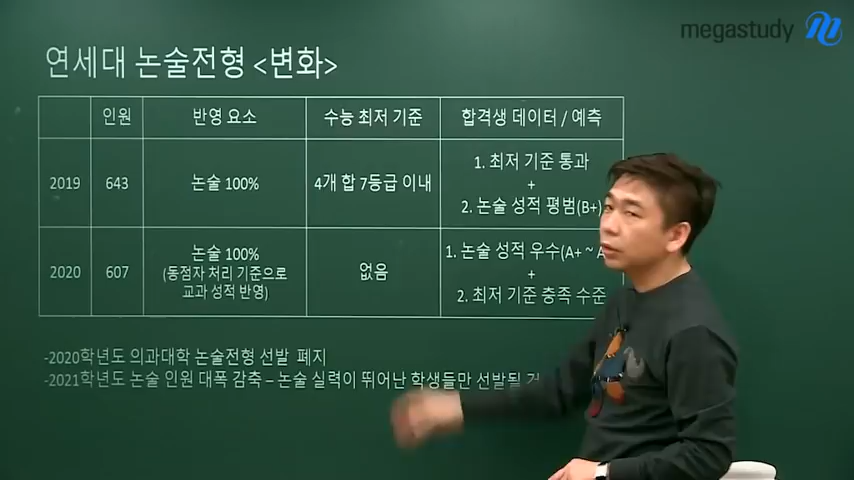 megastudy
연세대 논술전형 <변화>
인원 반영 요소 수능 최저 기준 합격생 데이터 / 예측
2019 643 논술 100% 4개 합 7등급 이내 1. 최저 기준 통과
+
2. 논술 성적 평범(B+)
2020 607 논술 100% 없음 1. 논술 성적 우수(A+ ~
(동점자 처리 기준으로
교과 성적 반영)
+
2. 최저 기준 충족 수준
-2020학년도 의과대학 논술전형 선발 폐지
-2021학년도 논술 인원 대폭 감축 – 논술 실력이 뛰어난 학생들만 선발될